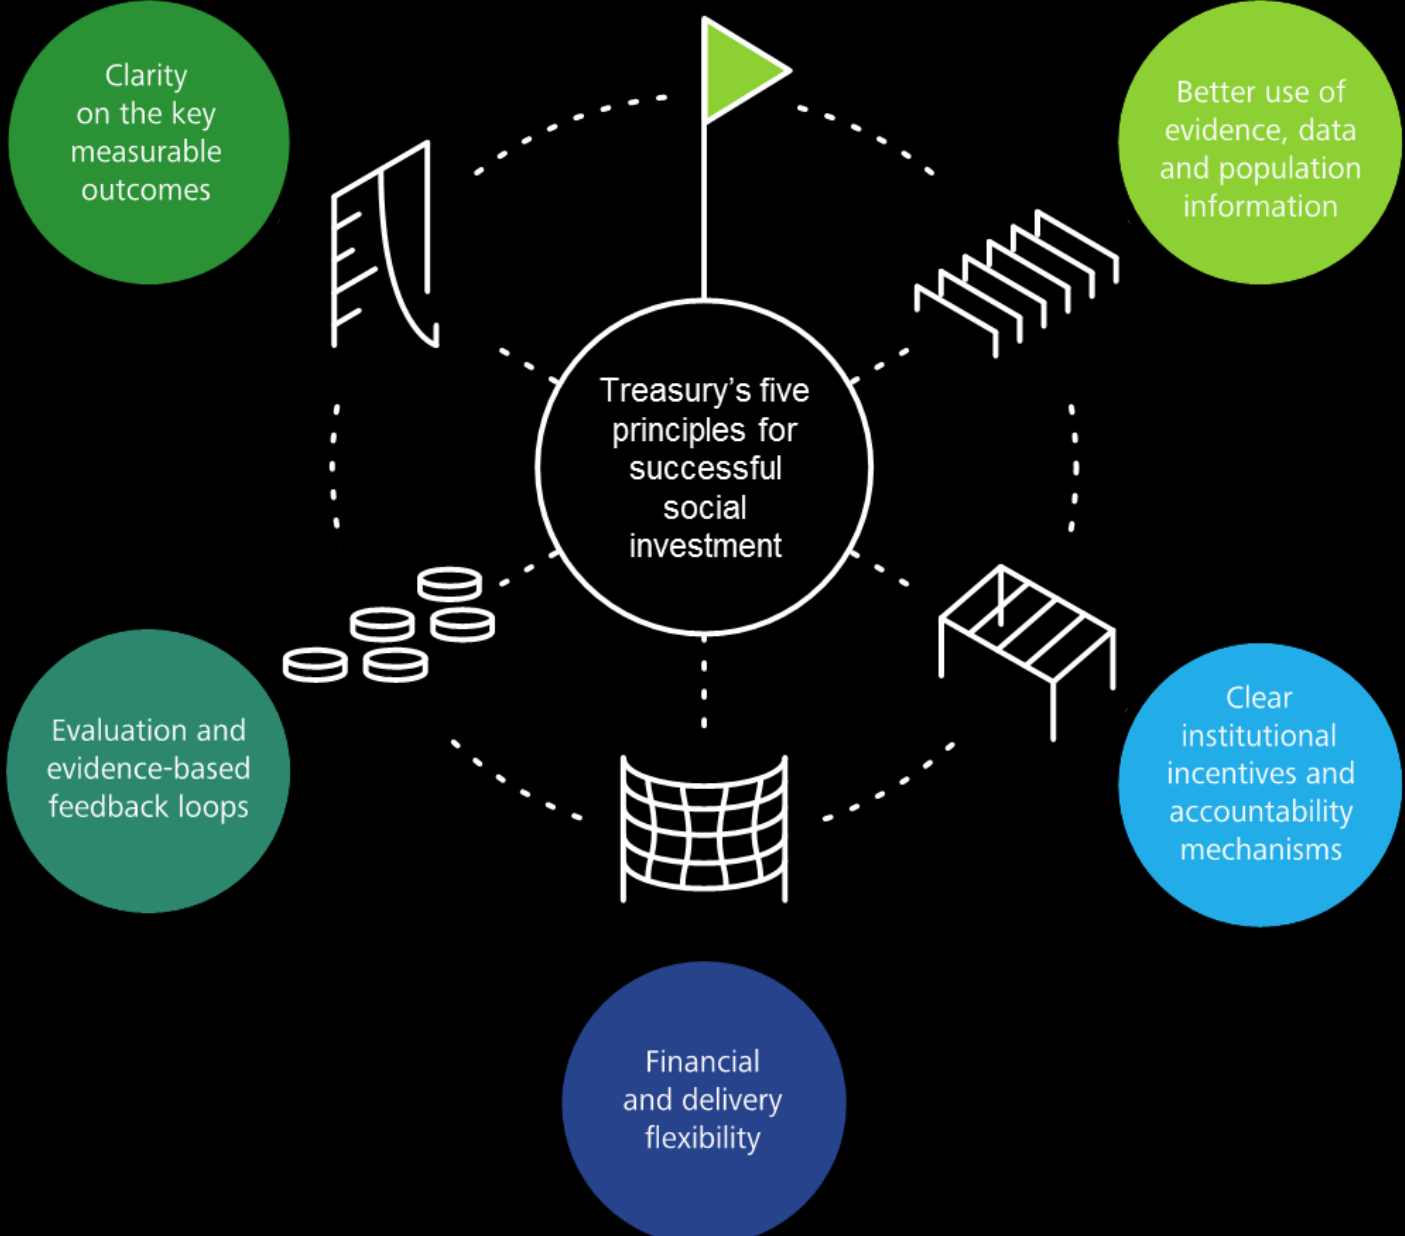 Clarity
on the key
measurable
outcomes
Better use of
evidence, data
and population
information
Treasury’s five
principles for
successful
social
investment
Evaluation and
evidence-based
feedback loops
Clear
institutional
incentives and
accountability
mechanisms
Financial
and delivery
flexibility